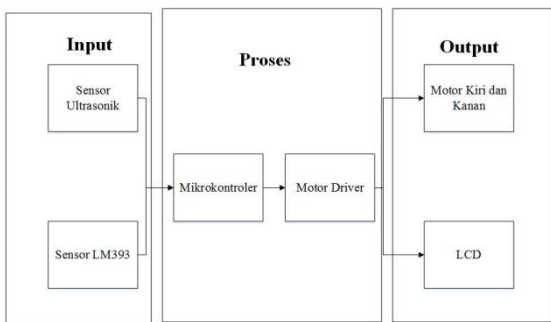 Input
Sensor
Ultrasonik
Sensor LM393
Proses
Mikrokontroler
Motor Driver
Output
Motor Kiri dan
Kanan
LCD